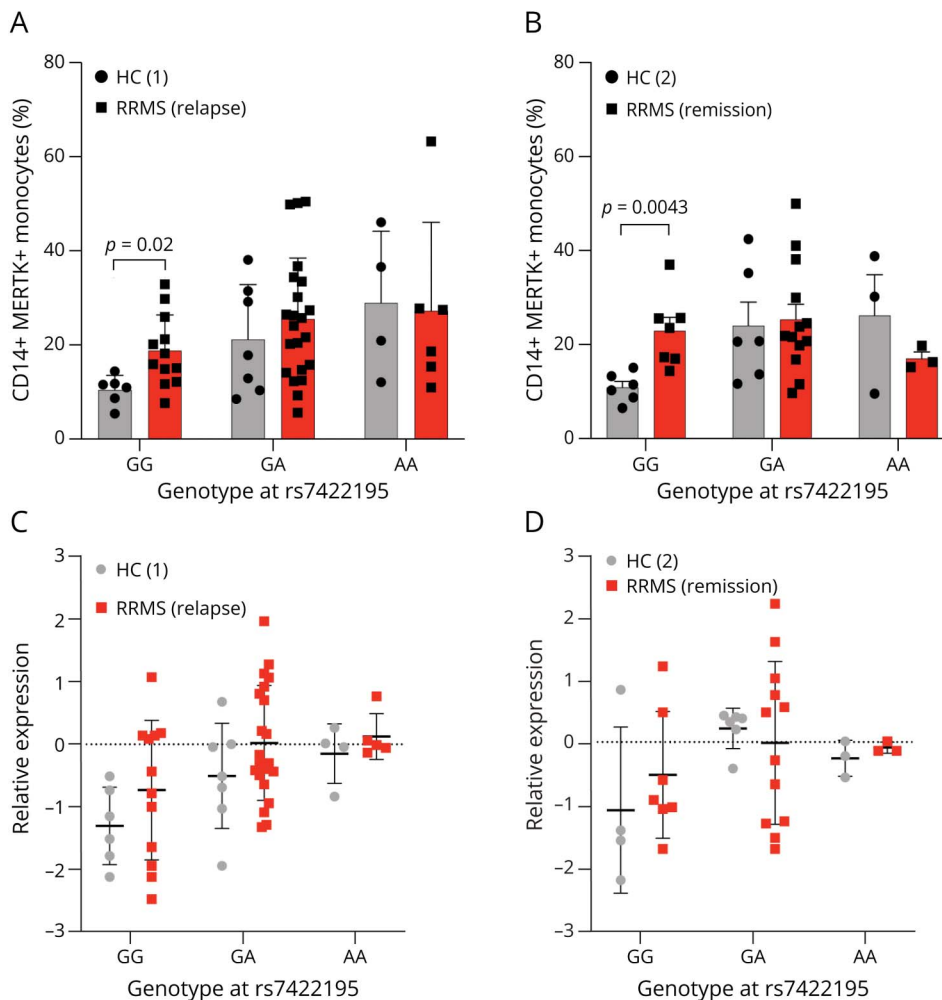 A
CD14+ MERTK+ monocytes (%)
80
60
40
20
0
HC (1)
RRMS (relapse)
p = 0.02
GG
GA
AA
Genotype at rs7422195
B
CD14+ MERTK+ monocytes (%)
80
60
40
20
0
HC (2)
RRMS (remission)
p = 0.0043
GG
GA
AA
Genotype at rs7422195
C
Relative expression
3
2
1
0
–1
–2
–3
HC (1)
RRMS (relapse)
GG
GA
AA
Genotype at rs7422195
D
Relative expression
3
2
1
0
–1
–2
–3
HC (2)
RRMS (remission)
GG
GA
AA
Genotype at rs7422195